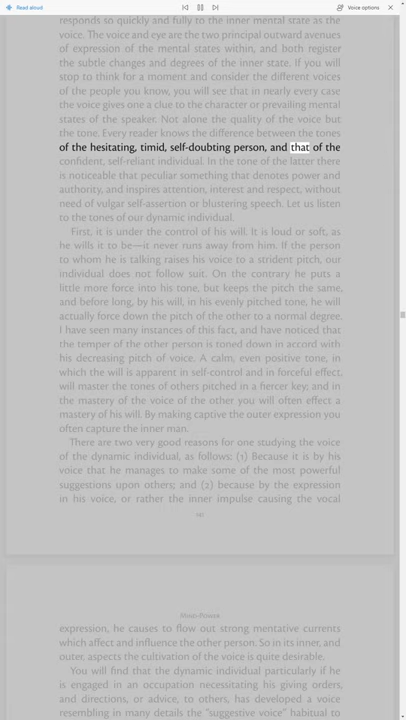 Read aloud
Voice options
responds so quickly and fully to the inner mental state as the
voice. The voice and eye are the two principal outward avenues
of expression of the mental states within, and both register
the subtle changes and degrees of the inner state. If you will
stop to think for a moment and consider the different voices
of the people you know, you will see that in nearly every case
the voice gives one a clue to the character or prevailing mental
states of the speaker. Not alone the quality of the voice but
the tone. Every reader knows the difference between the tones
of the hesitating, timid, self-doubting person, and that of the
confident, self-reliant individual. In the tone of the latter there
is noticeable that peculiar something that denotes power and
authority, and inspires attention, interest and respect, without
need of vulgar self-assertion or blustering speech. Let us listen
to the tones of our dynamic individual.
First, it is under the control of his will. It is loud or soft, as
he wills it to be—it never runs away from him. If the person
to whom he is talking raises his voice to a strident pitch, our
individual does not follow suit. On the contrary he puts a
little more force into his tone, but keeps the pitch the same,
and before long, by his will, in his evenly pitched tone, he will
actually force down the pitch of the other to a normal degree.
I have seen many instances of this fact, and have noticed that
the temper of the other person is toned down in accord with
his decreasing pitch of voice. A calm, even positive tone, in
which the will is apparent in self-control and in forceful effect,
will master the tones of others pitched in a fiercer key; and in
the mastery of the voice of the other you will often effect a
mastery of his will. By making captive the outer expression you
often capture the inner man.
There are two very good reasons for one studying the voice
of the dynamic individual, as follows: (1) Because it is by his
voice that he manages to make some of the most powerful
suggestions upon others; and (2) because by the expression
in his voice, or rather the inner impulse causing the vocal
Mind-Power
expression, he causes to flow out strong mentative currents
which affect and influence the other person. So in its inner, and
outer, aspects the cultivation of the voice is quite desirable.
You will find that the dynamic individual particularly if he
is engaged in an occupation necessitating his giving orders,
and directions, or advice, to others, has developed a voice
resembling in many details the "suggestive voice" habitual to